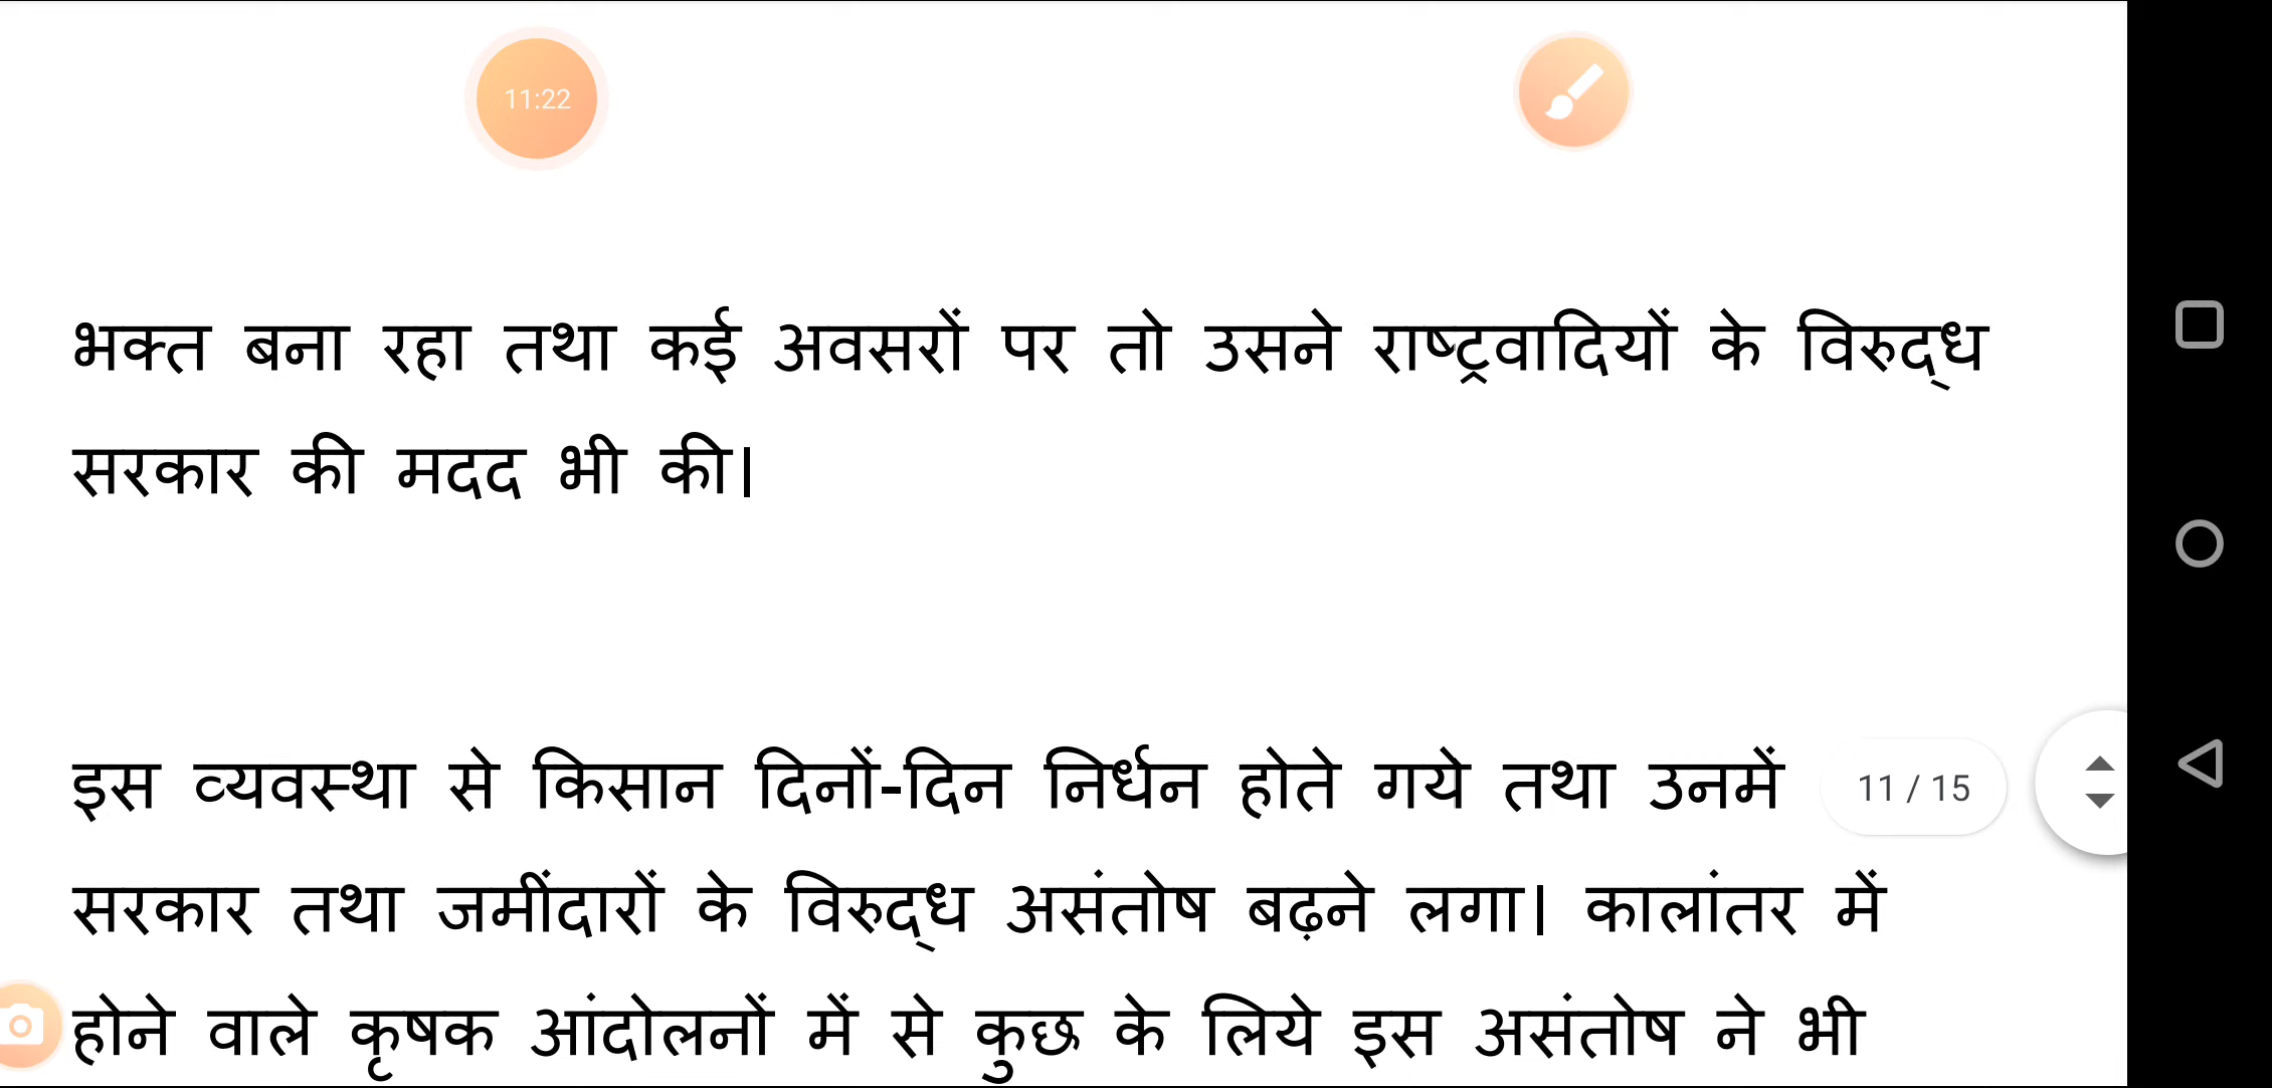 11:22
भक्त बना रहा तथा कई अवसरों पर तो उसने राष्ट्रवादियों के विरुद्ध
सरकार की मदद भी की।
इस व्यवस्था से किसान दिनों-दिन निर्धन होते गये तथा उनमें
11 / 15
सरकार तथा जमींदारों के विरुद्ध असंतोष बढ़ने लगा। कालांतर में
होने वाले कृषक आंदोलनों में से कुछ के लिये इस असंतोष ने भी